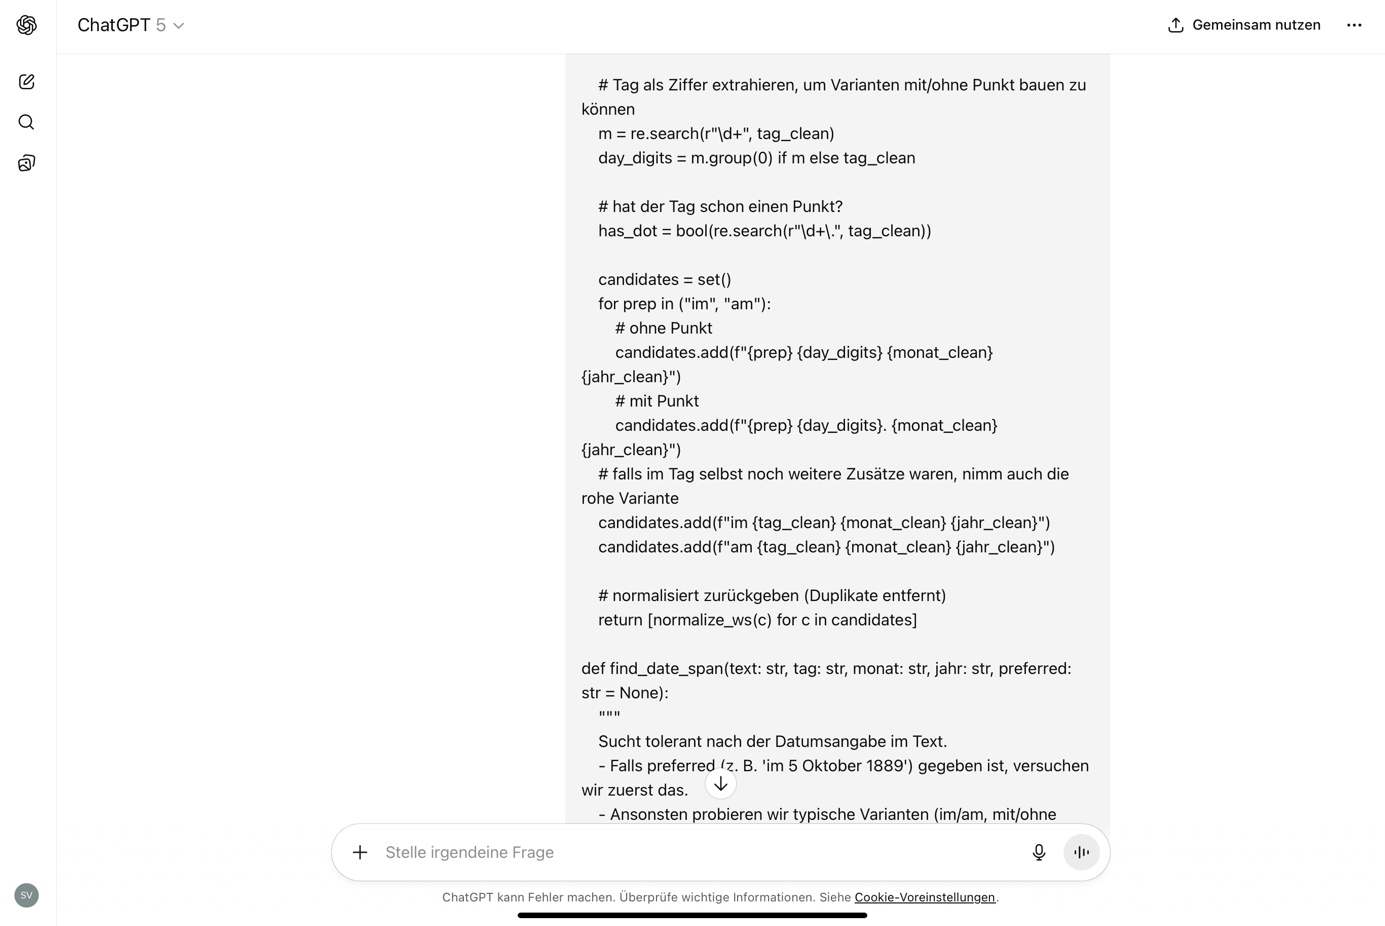 ChatGPT 5
Gemeinsam nutzen
# Tag als Ziffer extrahieren, um Varianten mit/ohne Punkt bauen zu
können
m = re.search(r"\d+", tag_clean)
day_digits = m.group(0) if m else tag_clean
# hat der Tag schon einen Punkt?
has_dot = bool(re.search(r"\d+\.", tag_clean))
candidates = set()
for prep in ("im", "am"):
# ohne Punkt
candidates.add(f"{prep} {day_digits} {monat_clean}
{jahr_clean}")
# mit Punkt
candidates.add(f"{prep} {day_digits}. {monat_clean}
{jahr_clean}")
# falls im Tag selbst noch weitere Zusätze waren, nimm auch die
rohe Variante
candidates.add(f"im {tag_clean} {monat_clean} {jahr_clean}")
candidates.add(f"am {tag_clean} {monat_clean} {jahr_clean}")
# normalisiert zurückgeben (Duplikate entfernt)
return [normalize_ws(c) for c in candidates]
def find_date_span(text: str, tag: str, monat: str, jahr: str, preferred:
str = None):
"""
Sucht tolerant nach der Datumsangabe im Text.
- Falls preferred (z. B. 'im 5 Oktober 1889') gegeben ist, versuchen
wir zuerst das.
- Ansonsten probieren wir typische Varianten (im/am, mit/ohne
Stelle irgendeine Frage
SV
ChatGPT kann Fehler machen. Überprüfe wichtige Informationen. Siehe Cookie-Voreinstellungen.